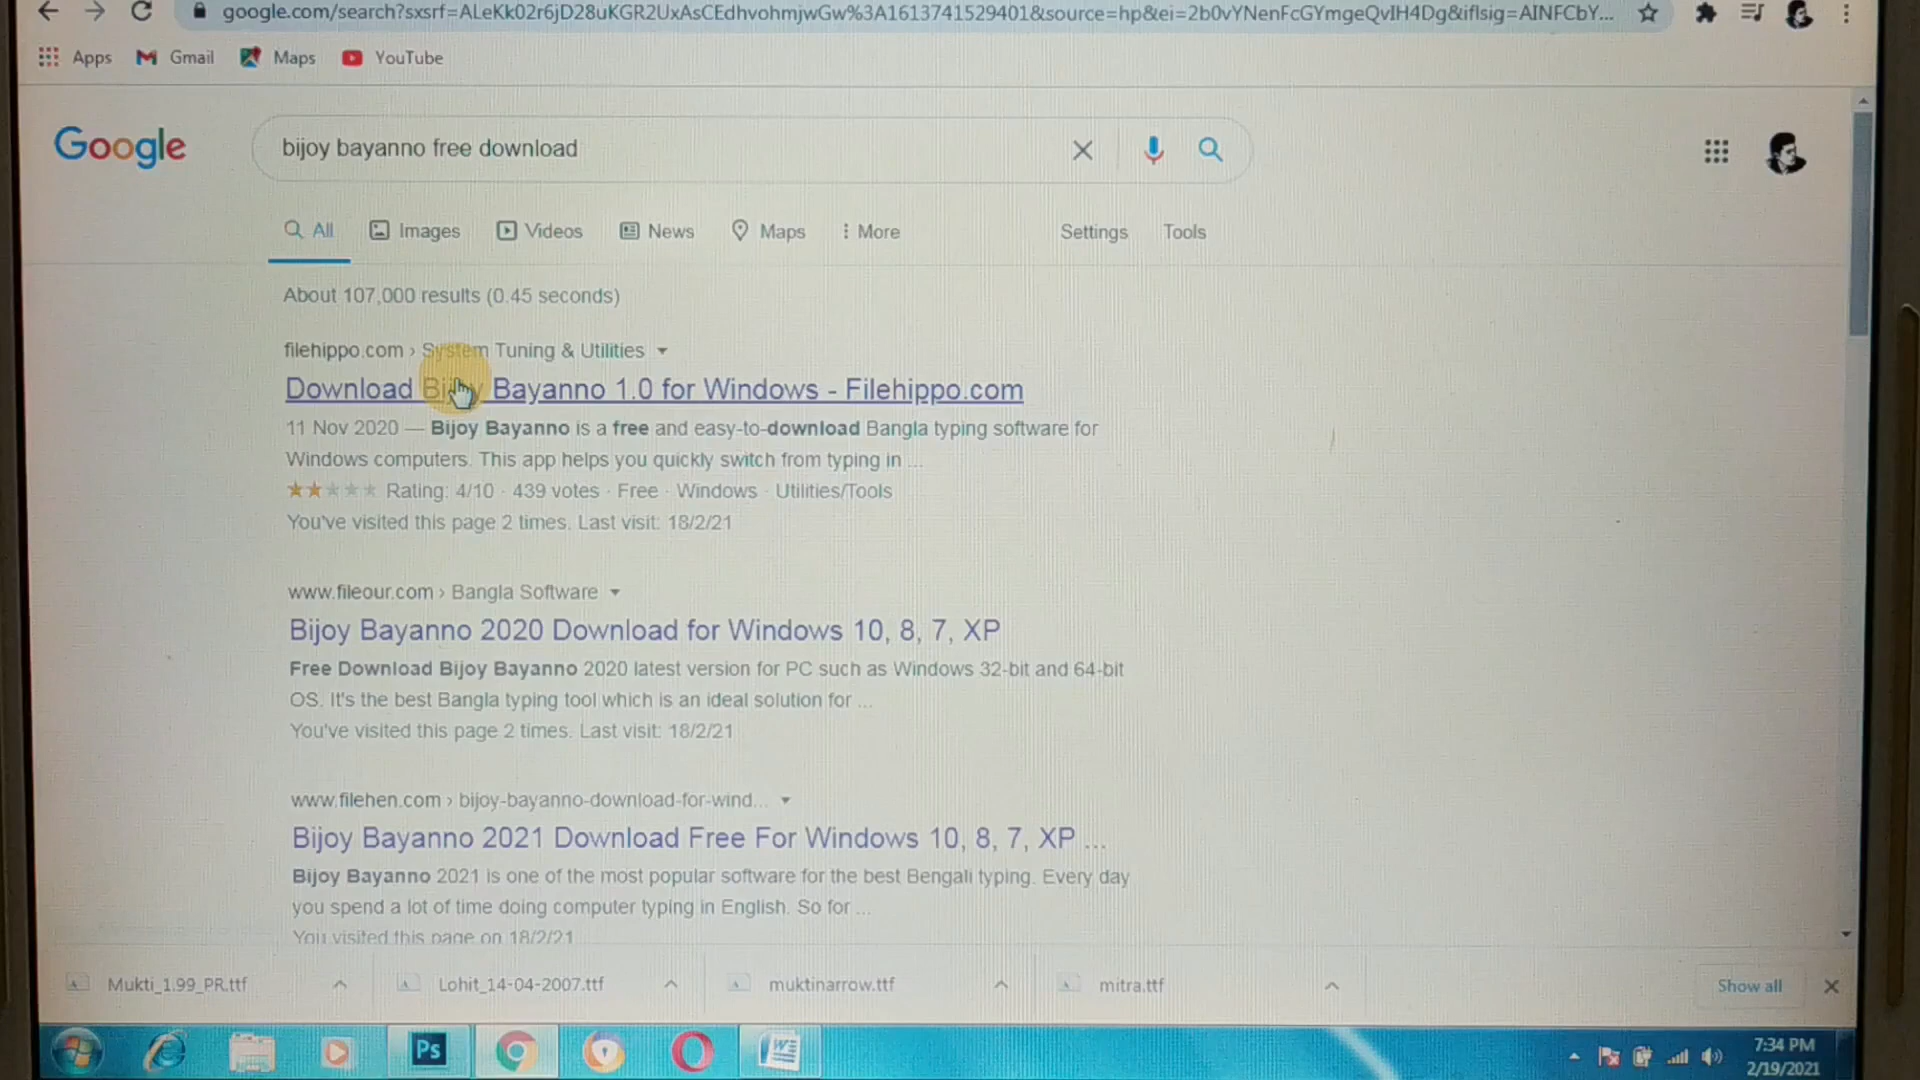 google.com/search?sxsrf=ALeKk02r6jD28uKGR2UxAsCEdhvohmjwGw%3A1613741529401&source=hp&ei=2b0vYNenFcGYmgeQvIH4Dg&iflsig=AINFCbY...
Apps Gmail Maps YouTube
Google bijoy bayanno free download
All Images Videos News Maps More Settings Tools
About 107,000 results (0.45 seconds)
filehippo.com › System Tuning & Utilities
Download Bijoy Bayanno 1.0 for Windows - Filehippo.com
11 Nov 2020 — Bijoy Bayanno is a free and easy-to-download Bangla typing software for
Windows computers. This app helps you quickly switch from typing in ...
Rating: 4/10 · 439 votes · Free · Windows · Utilities/Tools
You've visited this page 2 times. Last visit: 18/2/21
www.fileour.com › Bangla Software
Bijoy Bayanno 2020 Download for Windows 10, 8, 7, XP
Free Download Bijoy Bayanno 2020 latest version for PC such as Windows 32-bit and 64-bit
OS. It's the best Bangla typing tool which is an ideal solution for ...
You've visited this page 2 times. Last visit: 18/2/21
www.filehen.com › bijoy-bayanno-download-for-wind...
Bijoy Bayanno 2021 Download Free For Windows 10, 8, 7, XP ...
Bijoy Bayanno 2021 is one of the most popular software for the best Bengali typing. Every day
you spend a lot of time doing computer typing in English. So for ...
You visited this page on 18/2/21
Mukti_1.99_PR.ttf Lohit_14-04-2007.ttf muktinarrow.ttf mitra.ttf Show all
Ps
7:34 PM
2/19/2021